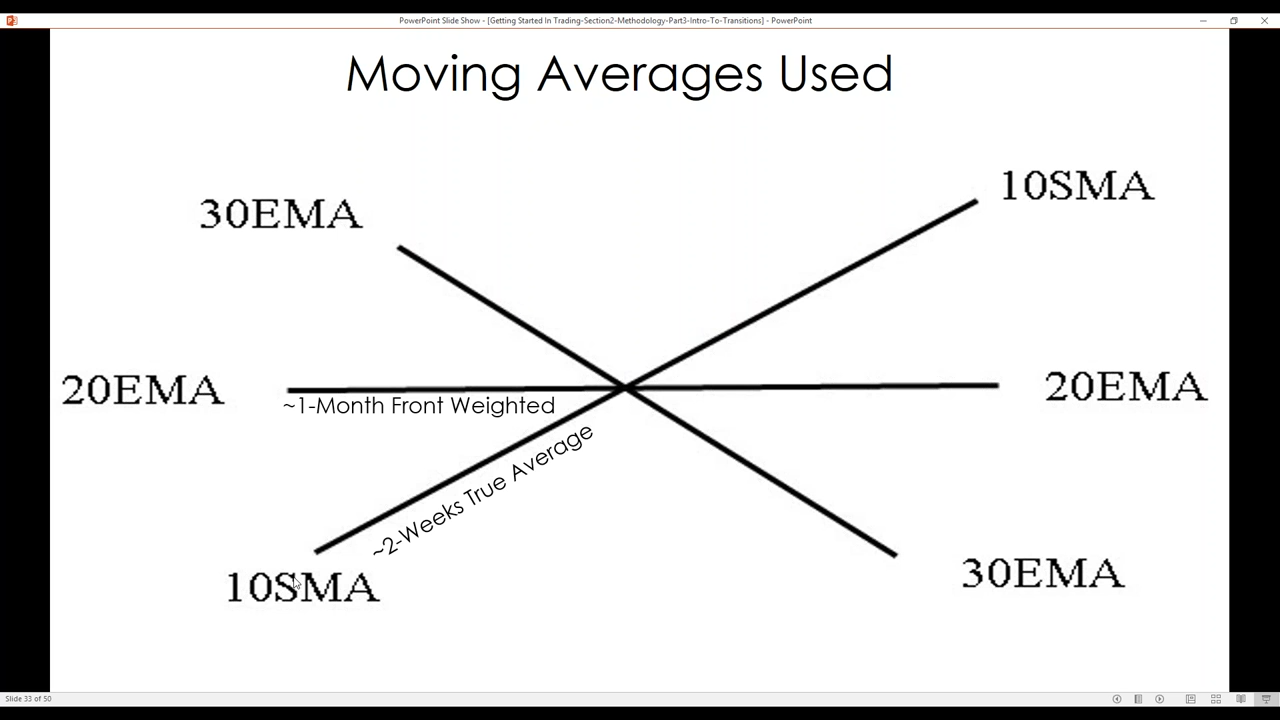 PowerPoint Slide Show - [Getting Started In Trading-Section2-Methodology-Part3-Intro-To-Transitions] - PowerPoint
Moving Averages Used
10SMA
30EMA
20EMA
20EMA
~1-Month Front Weighted
~2-Weeks True Average
10SMA
30EMA
Slide 33 of 50